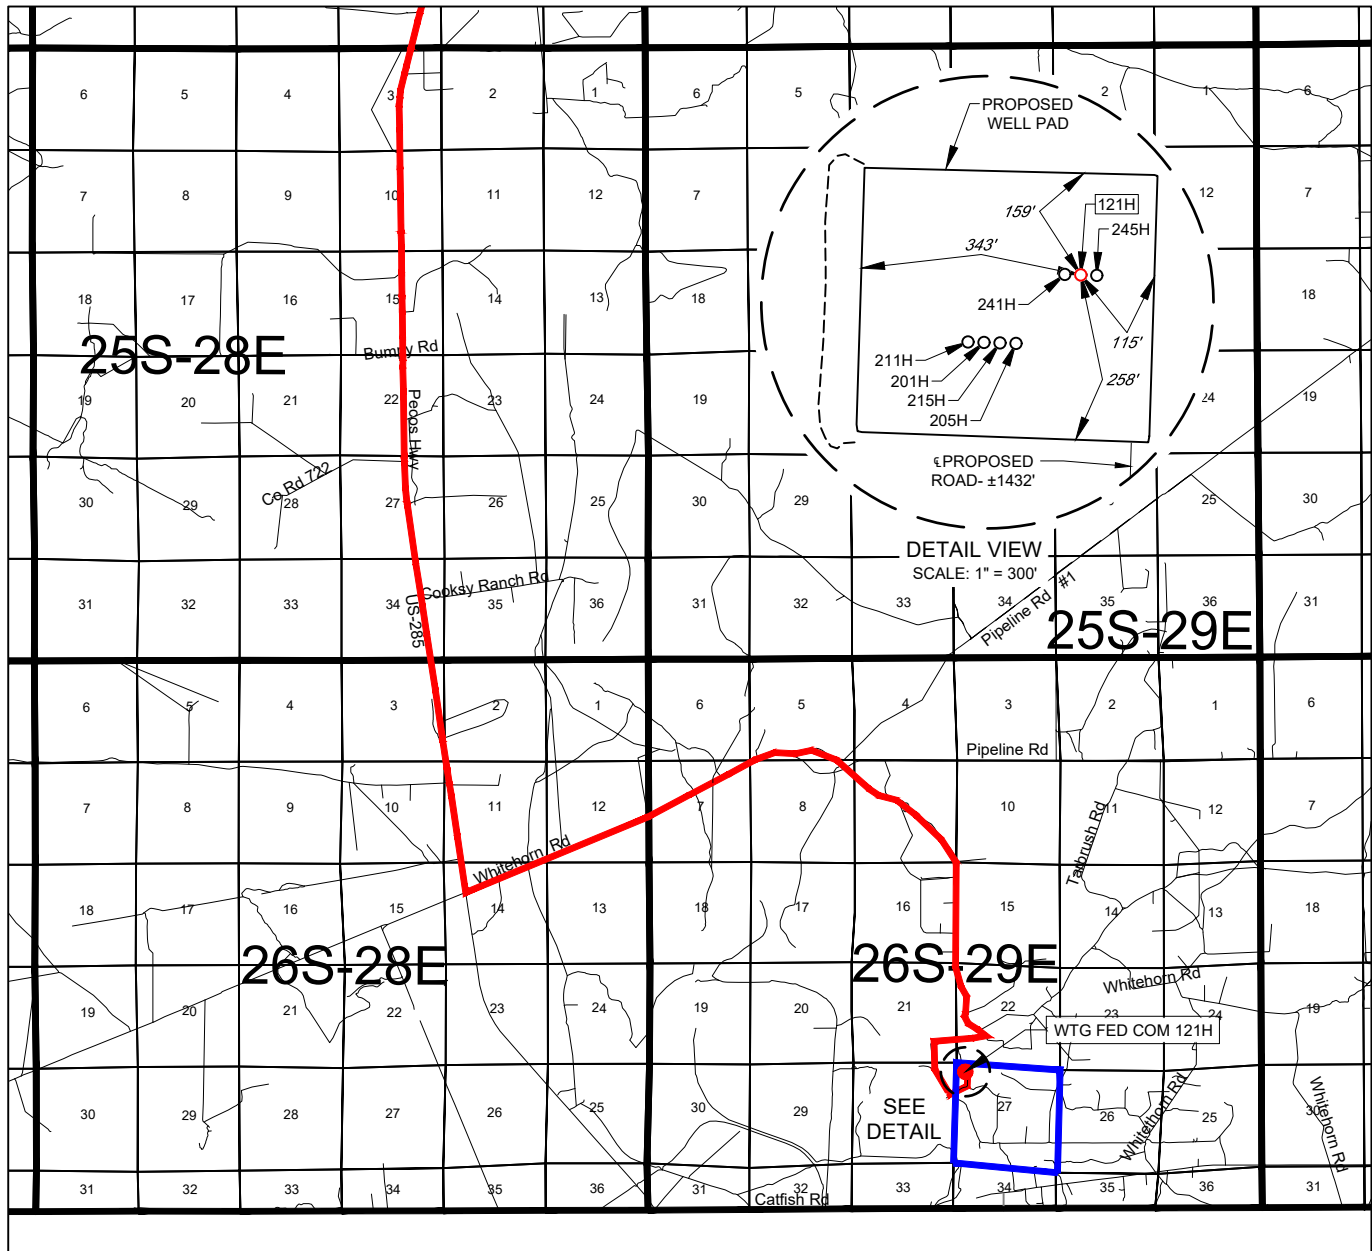 6 5 4 3 2 1 6 5 2 1 6
PROPOSED
WELL PAD
7 8 9 10 11 12 7 12 7
159'
121H
245H
343'
241H
18 17 16 15 14 13 18 18
25S-28E
Bumpy Rd
115'
211H
201H
215H
205H
258'
19 20 21 22 23 24 19 24 19
Pecos Hwy
℄PROPOSED
ROAD- ±1432'
Co Rd 722
30 29 28 27 26 25 30 29 25 30
DETAIL VIEW
SCALE: 1" = 300'
Cooksy Ranch Rd
US-285
Pipeline Rd #1
31 32 33 34 35 36 31 32 33 34 35 36 31
25S-29E
6 5 4 3 2 1 6 5 4 3 2 1 6
Pipeline Rd
7 8 9 10 11 12 7 8 9 10 11 12 7
Whitehorn Rd
Tarbrush Rd
18 17 16 15 14 13 18 17 16 15 14 13 18
26S-28E
26S-29E
Whitehorn Rd
19 20 21 22 23 24 19 20 21 22 23 24 19
WTG FED COM 121H
30 29 28 27 26 25 30 29 27 26 25 30
SEE
DETAIL
Whitethorn Rd
Whitehorn Rd
31 32 33 34 35 36 31 32 33 34 35 36 31
Catfish Rd